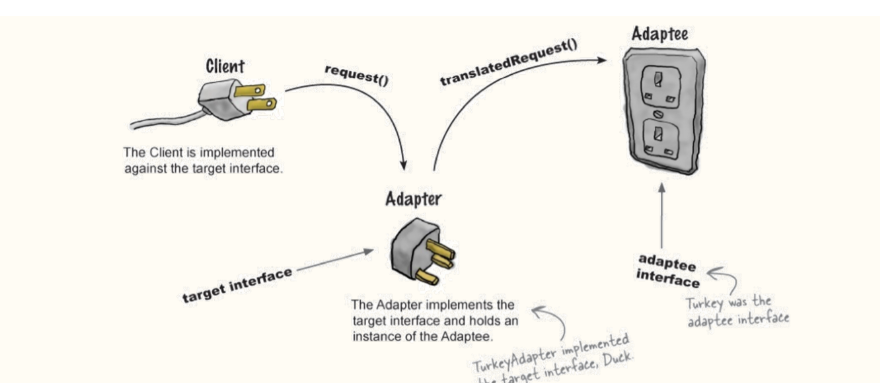 Client
request()
translatedRequest()
Adaptee
The Client is implemented
against the target interface.
Adapter
target interface
The Adapter implements the
target interface and holds an
instance of the Adaptee.
TurkeyAdapter implemented
the target interface, Duck.
adaptee
interface
Turkey was the
adaptee interface